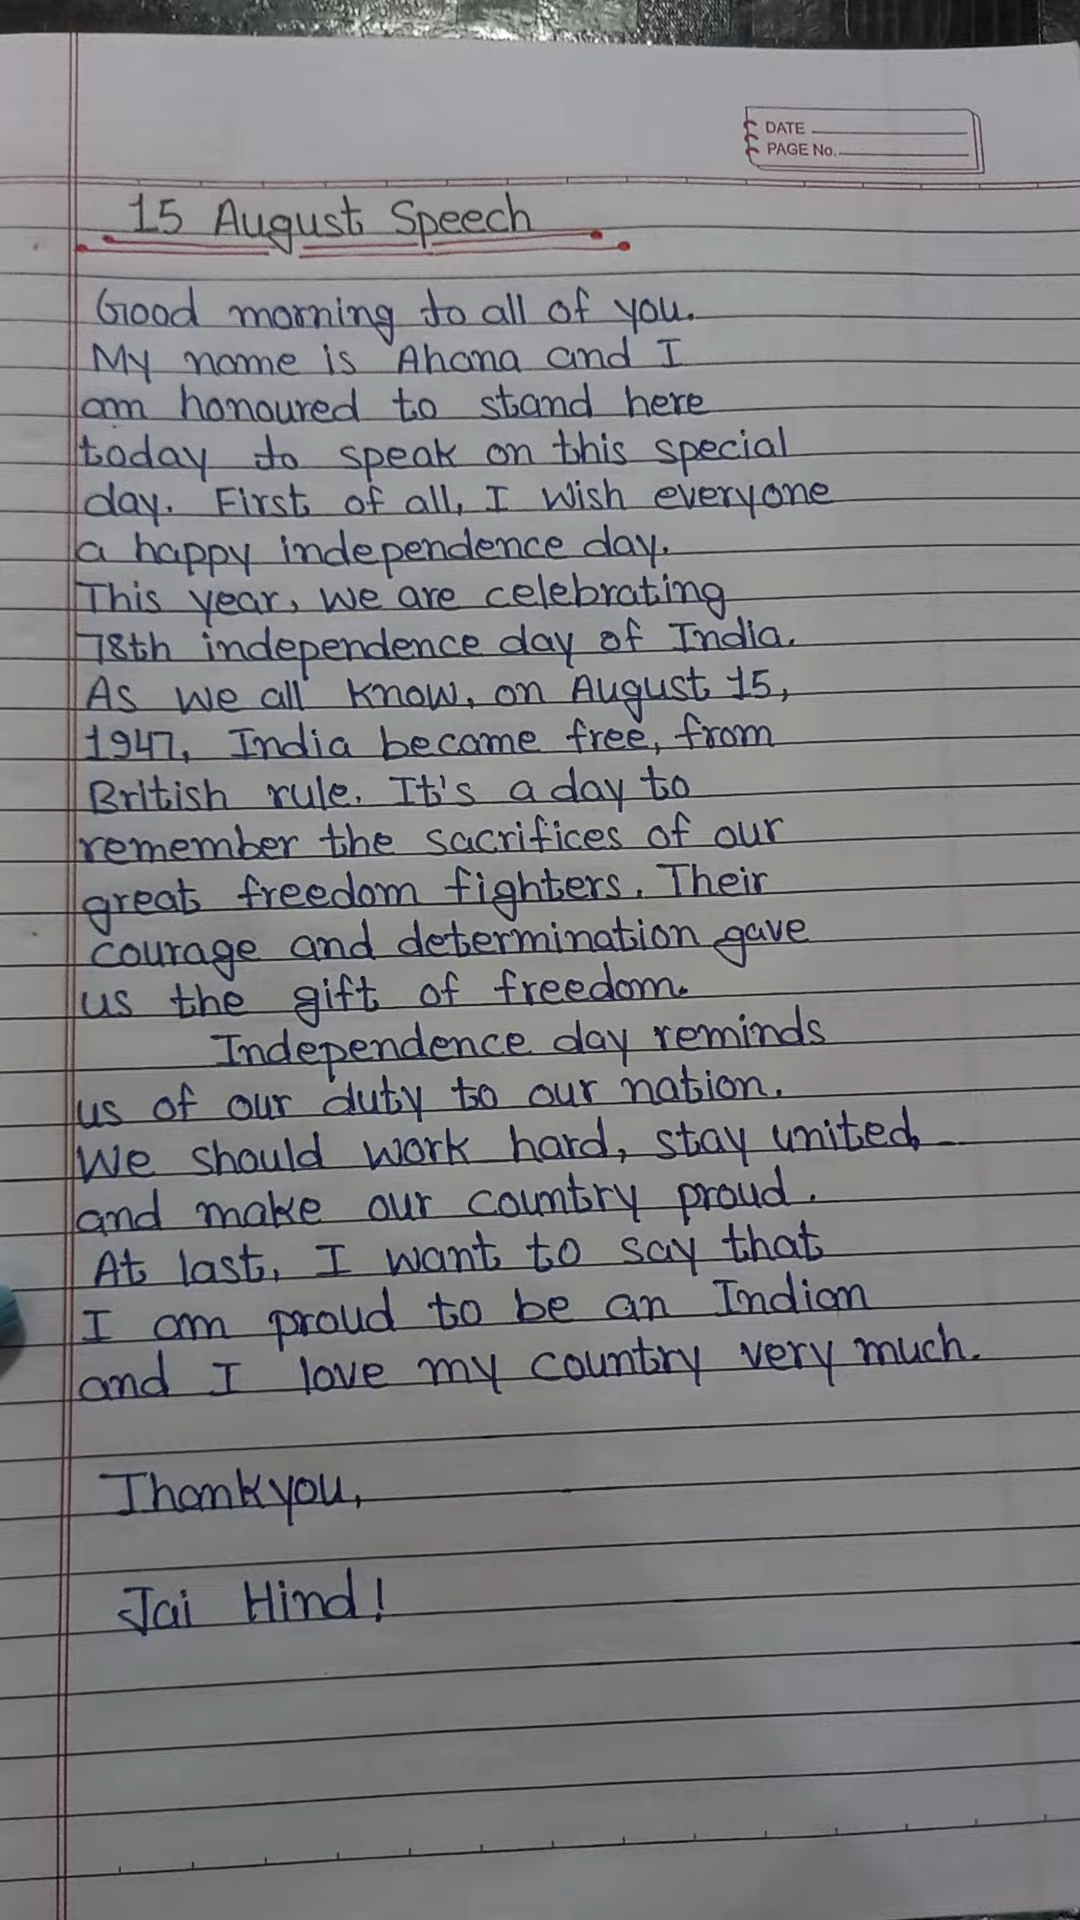 DATE
PAGE No.
15 August Speech
Good morning to all of you.
My name is Ahana and I
am honoured to stand here
today to speak on this special
day. First of all, I wish everyone
a happy independence day.
This year, we are celebrating
78th independence day of India.
As we all know, on August 15,
1947, India became free, from
British rule. It's a day to
remember the sacrifices of our
great freedom fighters. Their
courage and determination gave
us the gift of freedom.
Independence day reminds
us of our duty to our nation.
We should work hard, stay united,
and make our country proud.
At last, I want to say that
I am proud to be an Indian
and I love my country very much.
Thankyou,
Jai Hind!